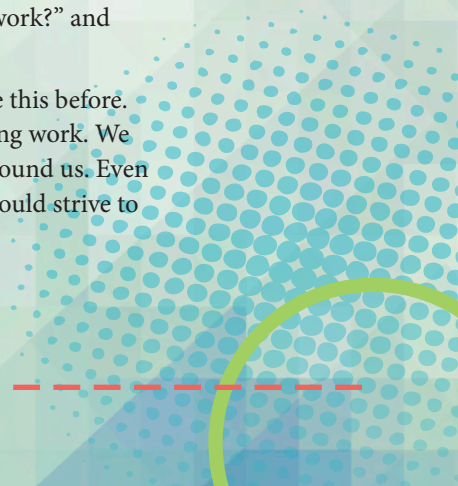 work?” and
this before.
ng work. We
ound us. Even
ould strive to